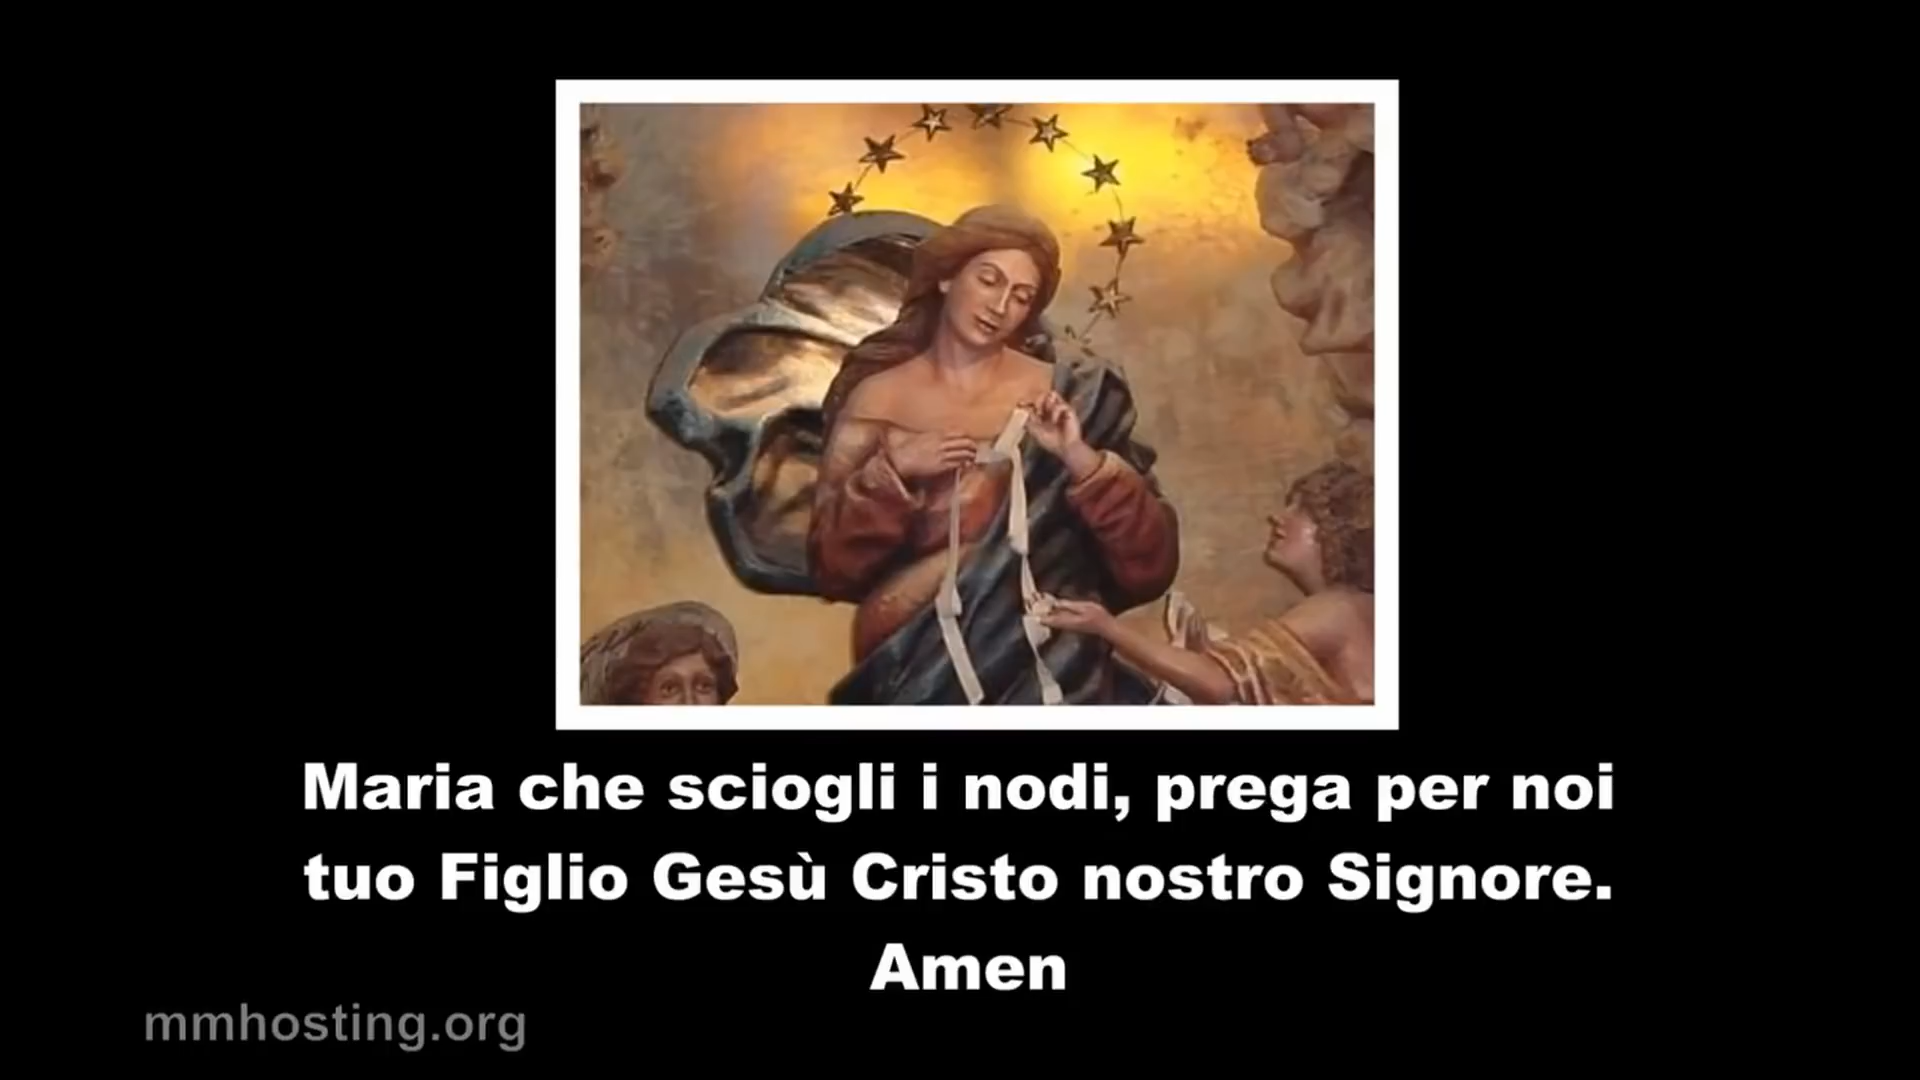 Maria che sciogli i nodi, prega per noi
tuo Figlio Gesù Cristo nostro Signore.
Amen
mmhosting.org